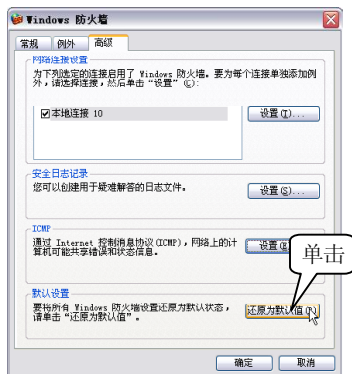 Windows 防火墙
常规
例外
高级
网络连接设置
为下列选定的连接启用了 Windows 防火墙。要为每个连接单独添加例
外，请选择连接，然后单击“设置”(C):
本地连接 10
设置(T)...
安全日志记录
您可以创建用于疑难解答的日志文件。
设置(S)...
ICMP
通过 Internet 控制消息协议(ICMP)，网络上的计
算机可能共享错误和状态信息。
设置
单击
默认设置
要将所有 Windows 防火墙设置还原为默认状态，
请单击“还原为默认值”。
还原为默认值
确定
取消